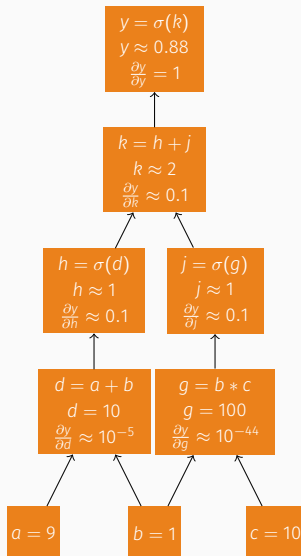 y = σ(k)
y ≈ 0.88
∂y/∂y = 1
k = h + j
k ≈ 2
∂y/∂k ≈ 0.1
h = σ(d)
h ≈ 1
∂y/∂h ≈ 0.1
j = σ(g)
j ≈ 1
∂y/∂j ≈ 0.1
d = a + b
d = 10
∂y/∂d ≈ 10⁻⁵
g = b ∗ c
g = 100
∂y/∂g ≈ 10⁻⁴⁴
a = 9
b = 1
c = 10